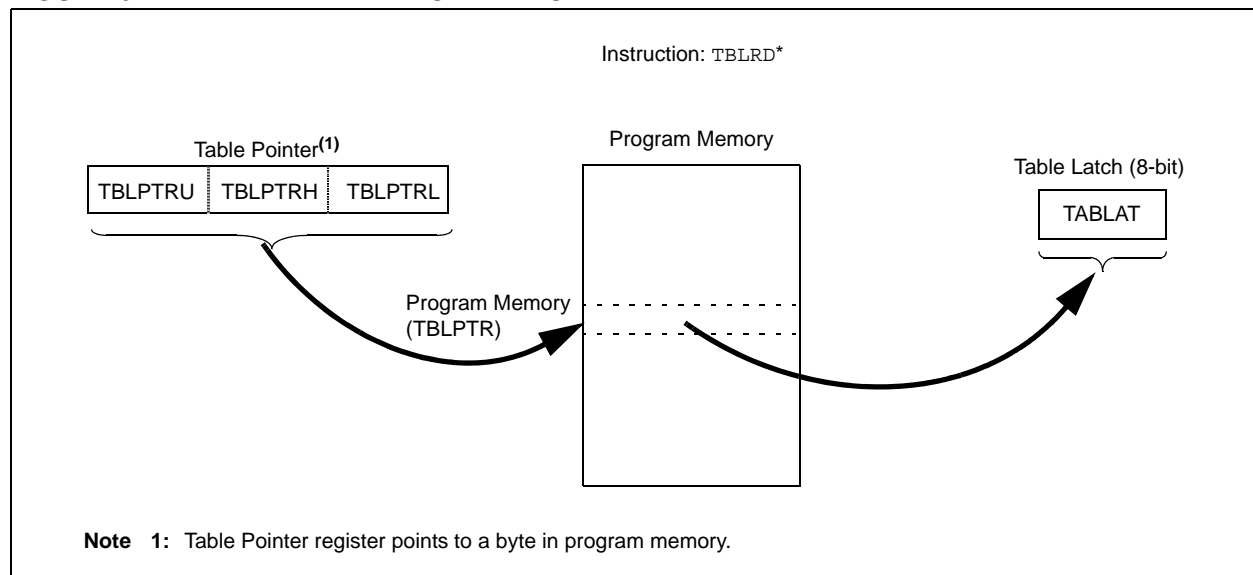 Instruction: TBLRD*
Table Pointer(1)
TBLPTRU TBLPTRH TBLPTRL
Program Memory
Table Latch (8-bit)
TABLAT
Program Memory
(TBLPTR)
Note 1: Table Pointer register points to a byte in program memory.